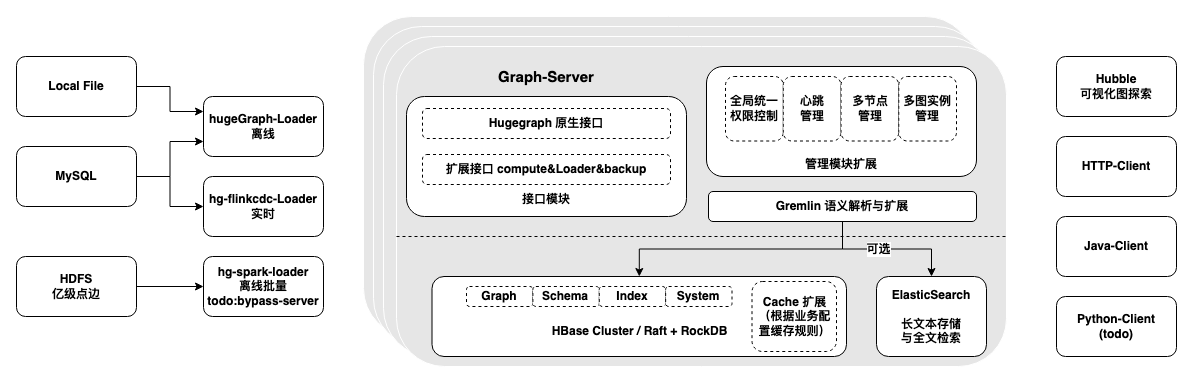 Local File
MySQL
HDFS
亿级点边
hugeGraph-Loader
离线
hg-flinkcdc-Loader
实时
hg-spark-loader
离线批量
todo:bypass-server
Graph-Server
Hugegraph 原生接口
扩展接口 compute&Loader&backup
接口模块
全局统一
权限控制
心跳
管理
多节点
管理
多图实例
管理
管理模块扩展
Gremlin 语义解析与扩展
可选
Graph
Schema
Index
System
HBase Cluster / Raft + RockDB
Cache 扩展
（根据业务配
置缓存规则）
ElasticSearch
长文本存储
与全文检索
Hubble
可视化图探索
HTTP-Client
Java-Client
Python-Client
(todo)